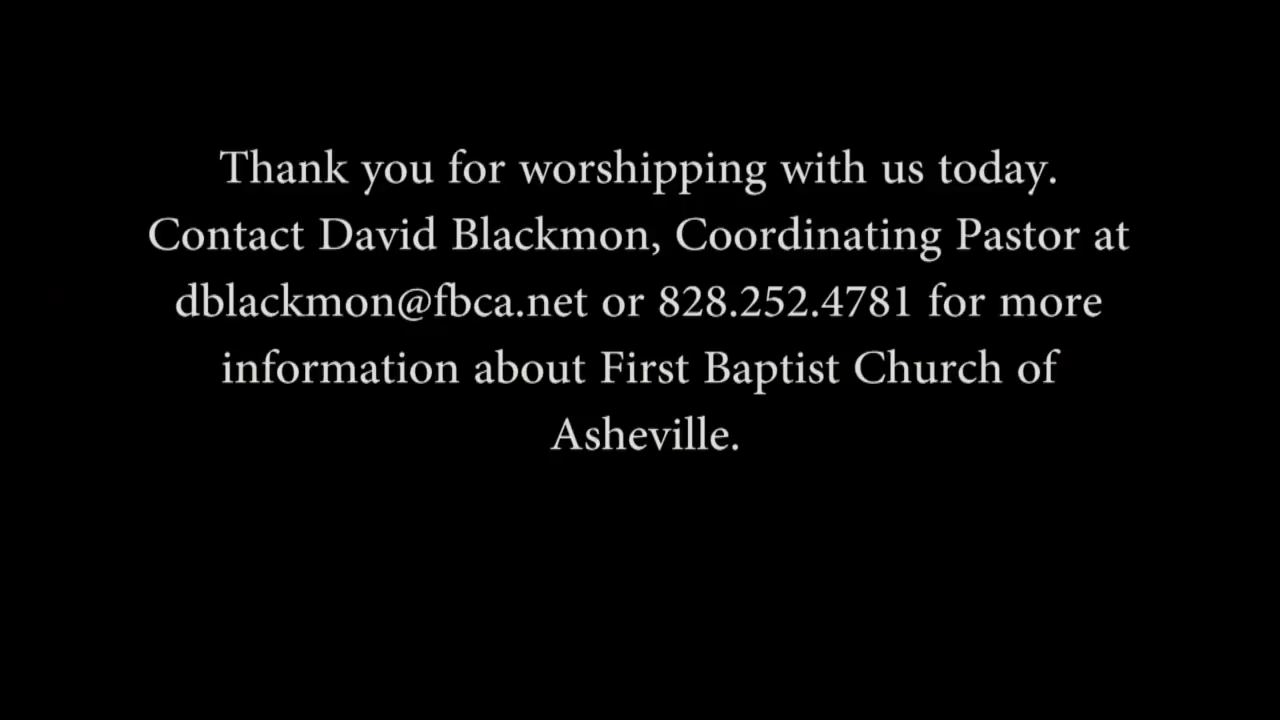 Thank you for worshipping with us today.
Contact David Blackmon, Coordinating Pastor at
dblackmon@fbca.net or 828.252.4781 for more
information about First Baptist Church of
Asheville.